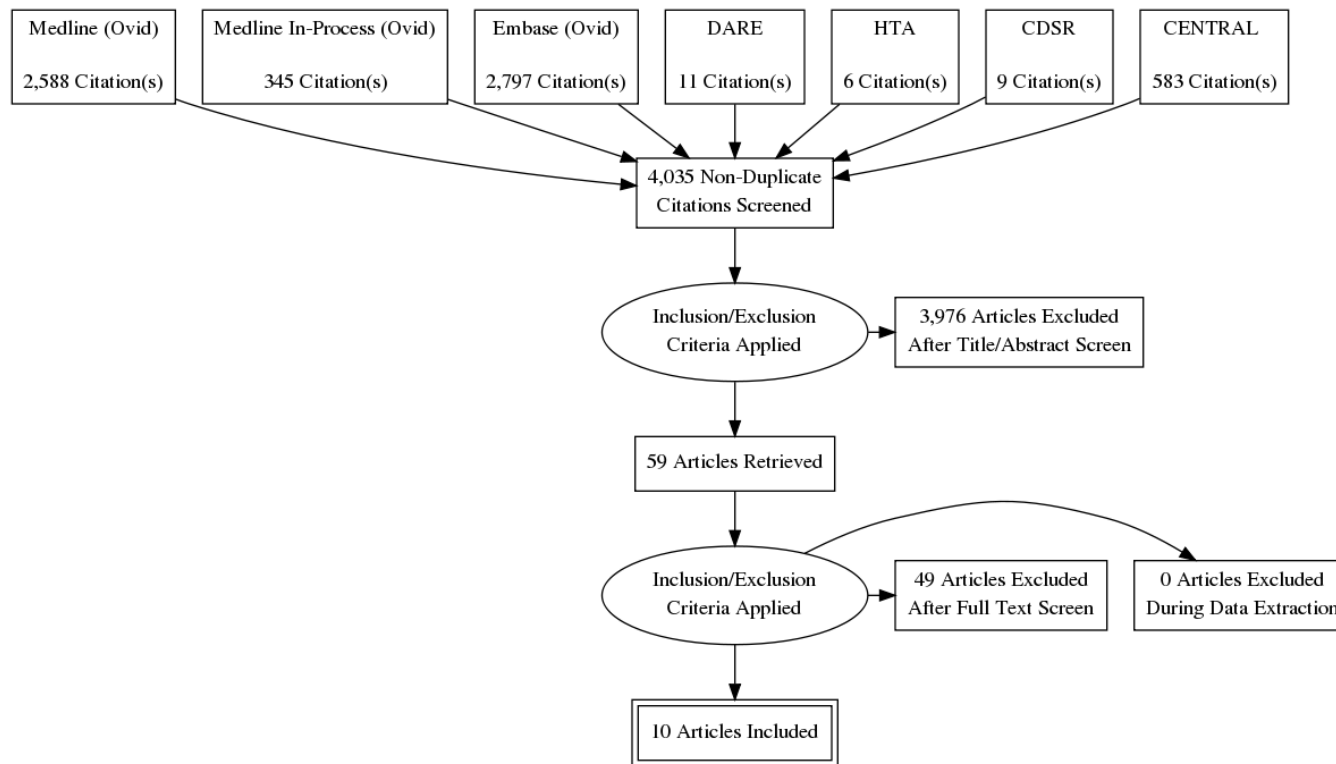 Medline (Ovid)
2,588 Citation(s)
Medline In-Process (Ovid)
345 Citation(s)
Embase (Ovid)
2,797 Citation(s)
DARE
11 Citation(s)
HTA
6 Citation(s)
CDSR
9 Citation(s)
CENTRAL
583 Citation(s)
4,035 Non-Duplicate
Citations Screened
Inclusion/Exclusion
Criteria Applied
3,976 Articles Excluded
After Title/Abstract Screen
59 Articles Retrieved
Inclusion/Exclusion
Criteria Applied
49 Articles Excluded
After Full Text Screen
0 Articles Excluded
During Data Extraction
10 Articles Included